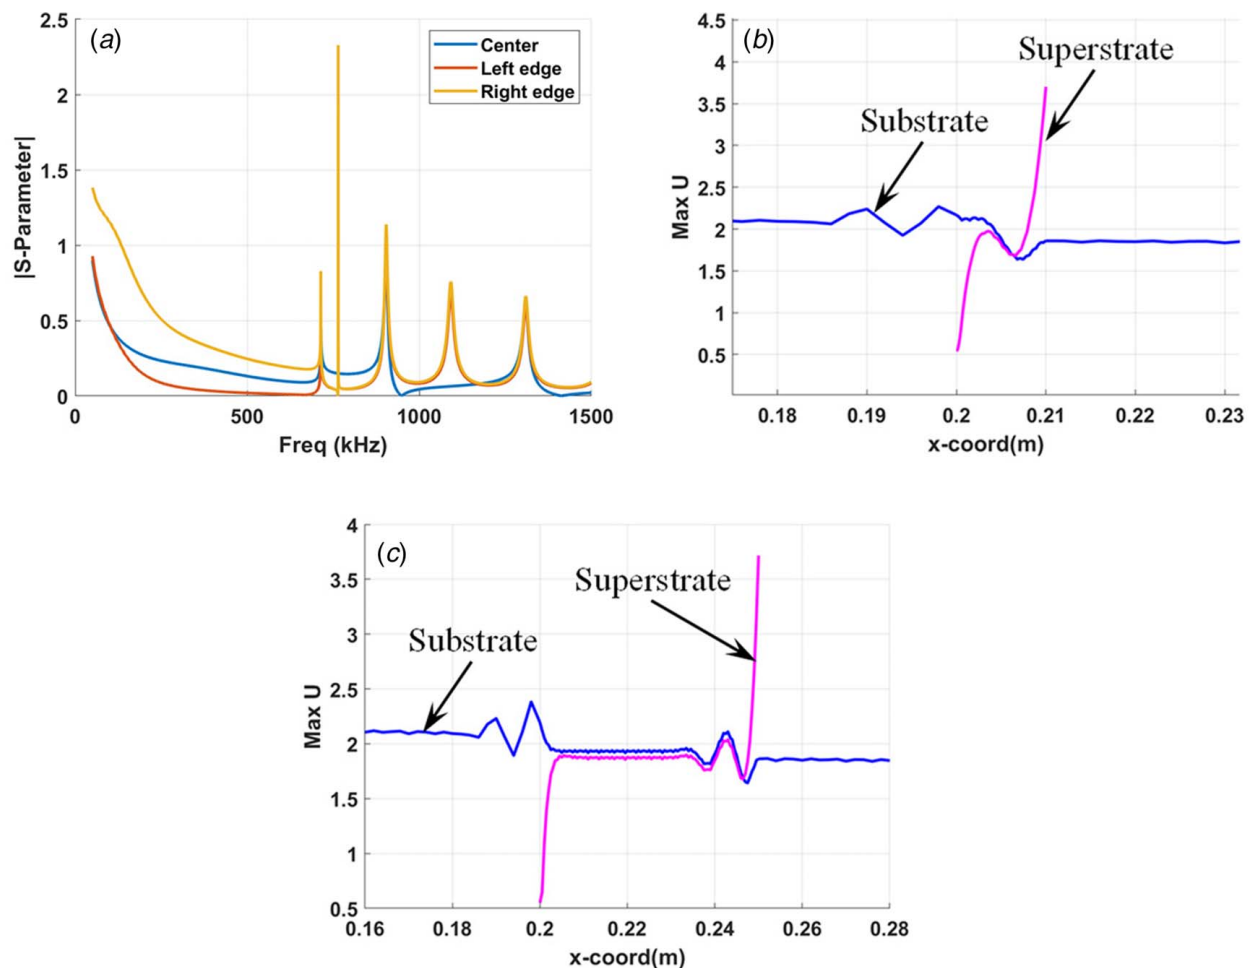 (a)
2.5
2
1.5
1
0.5
0
0 500 1000 1500
|S-Parameter|
Freq (kHz)
Center
Left edge
Right edge
(b)
4.5
4
3.5
3
2.5
2
1.5
1
0.5
0.18 0.19 0.2 0.21 0.22 0.23
Max U
x-coord(m)
Superstrate
Substrate
(c)
4
3.5
3
2.5
2
1.5
1
0.5
0.16 0.18 0.2 0.22 0.24 0.26 0.28
Max U
x-coord(m)
Superstrate
Substrate